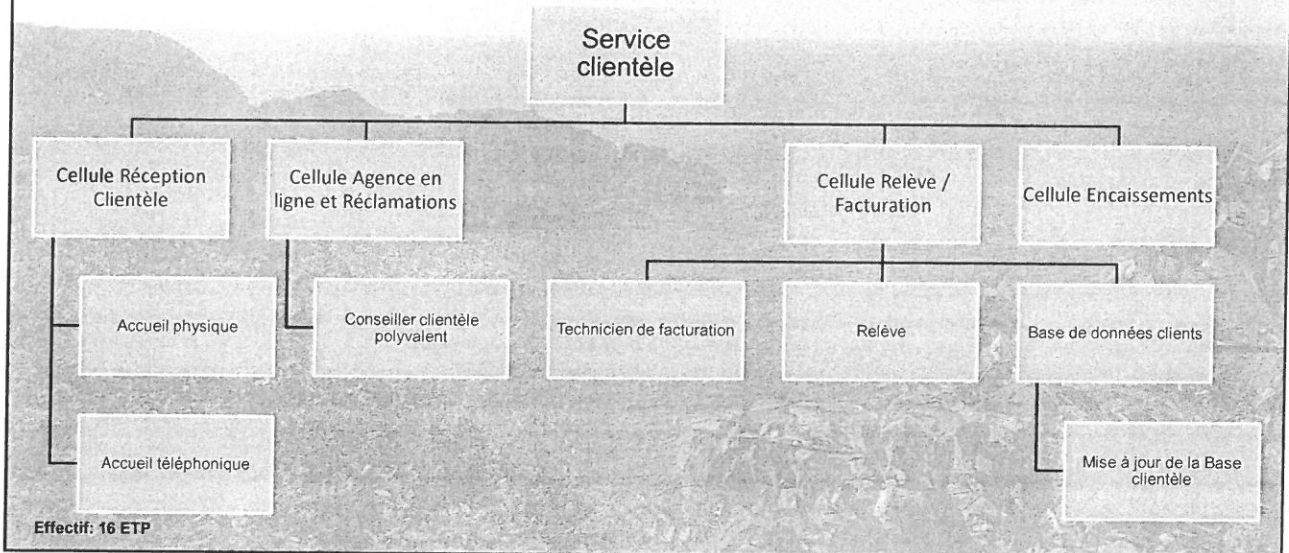 Service
clientèle
Cellule Réception
Clientèle
Cellule Agence en
ligne et Réclamations
Cellule Relève /
Facturation
Cellule Encaissements
Accueil physique
Conseiller clientèle
polyvalent
Technicien de facturation
Relève
Base de données clients
Accueil téléphonique
Mise à jour de la Base
clientèle
Effectif: 16 ETP